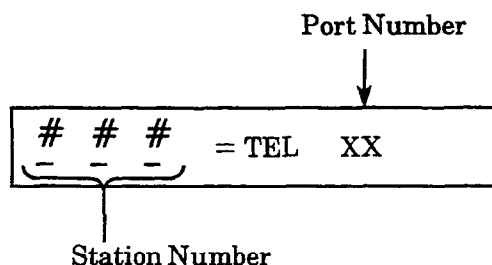 Port Number
# # # = TEL XX
Station Number